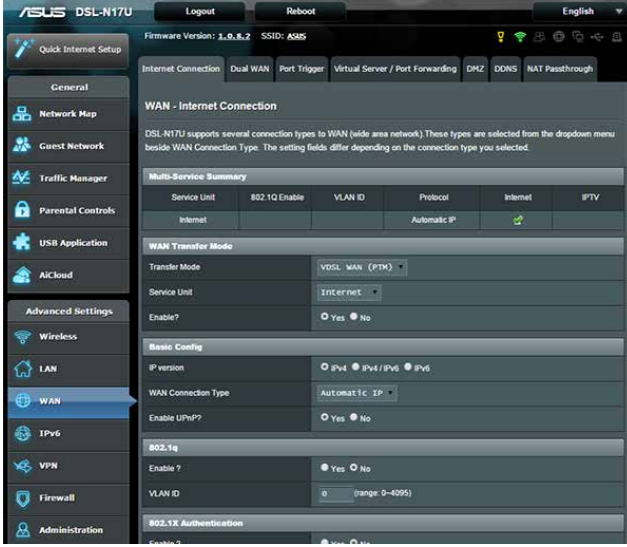 ASUS DSL-N17U Logout Reboot English
Quick Internet Setup
General
Network Map
Guest Network
Traffic Manager
Parental Controls
USB Application
AiCloud
Advanced Settings
Wireless
LAN
WAN
IPv6
VPN
Firewall
Administration
Firmware Version: 1.0.8.2 SSID: ASUS
Internet Connection Dual WAN Port Trigger Virtual Server / Port Forwarding DMZ DDNS NAT Passthrough
WAN - Internet Connection
DSL-N17U supports several connection types to WAN (wide area network).These types are selected from the dropdown menu
beside WAN Connection Type. The setting fields differ depending on the connection type you selected.
Multi-Service Summary
Service Unit 802.1Q Enable VLAN ID Protocol Internet IPTV
Internet Automatic IP
WAN Transfer Mode
Transfer Mode VDSL WAN (PTM)
Service Unit Internet
Enable? Yes No
Basic Config
IP version IPv4 IPv4 / IPv6 IPv6
WAN Connection Type Automatic IP
Enable UPnP? Yes No
802.1q
Enable ? Yes No
VLAN ID 0 (range: 0~4095)
802.1X Authentication
Enable ? Yes No